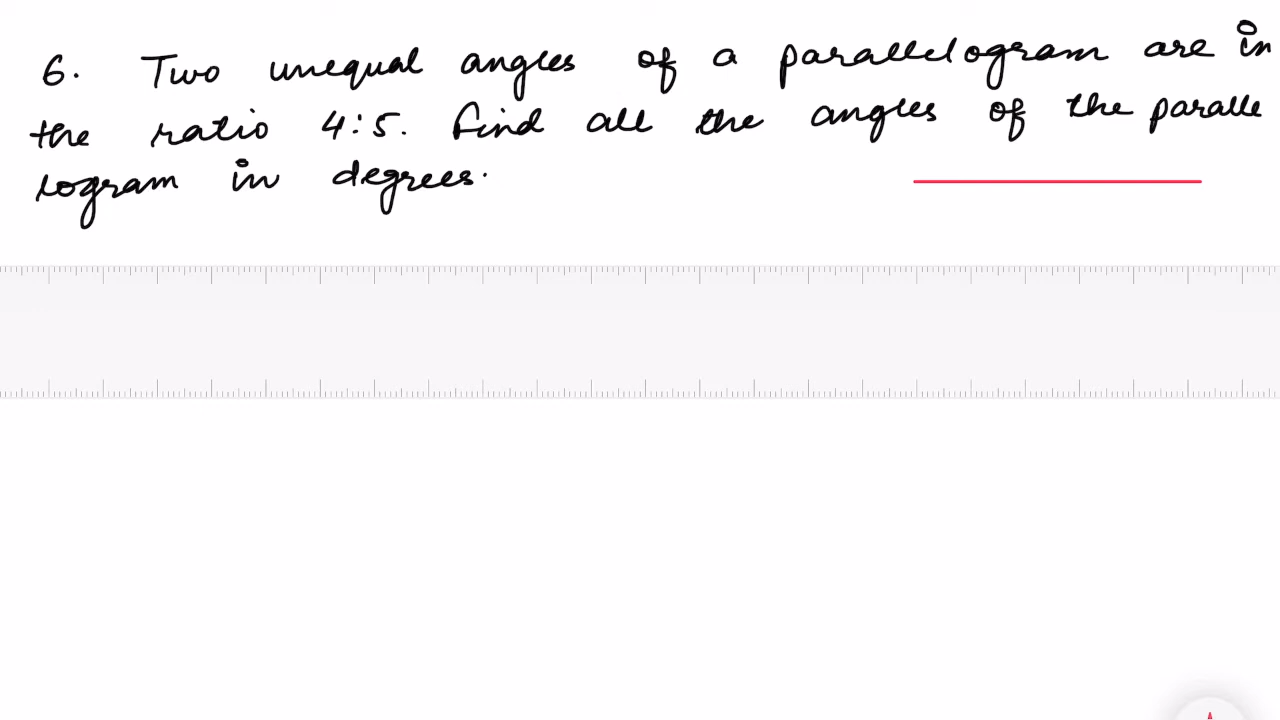 6. Two unequal angles of a parallelogram are in
the ratio 4:5. Find all the angles of the paralle
logram in degrees.